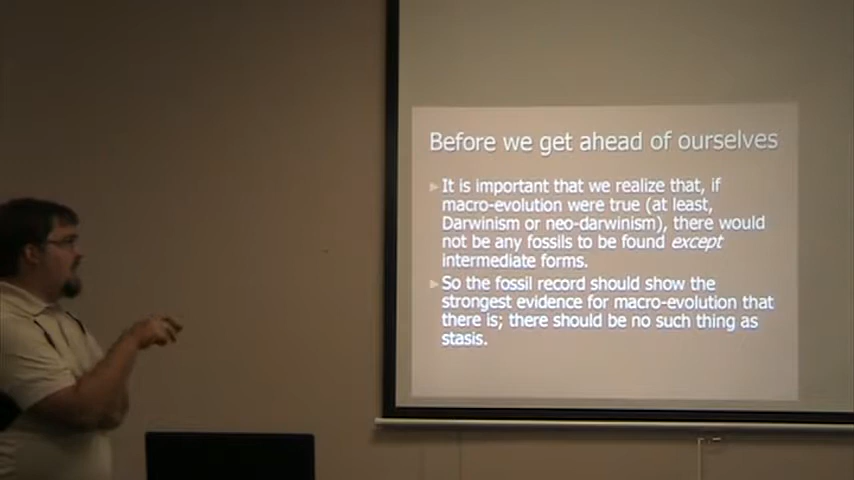 Before we get ahead of ourselves
It is important that we realize that, if
macro-evolution were true (at least,
Darwinism or neo-darwinism), there would
not be any fossils to be found except
intermediate forms.
So the fossil record should show the
strongest evidence for macro-evolution that
there is; there should be no such thing as
stasis.